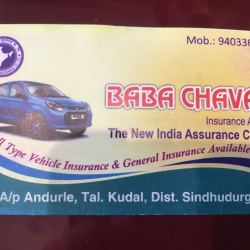 Mob.: 94033
BABA CHAVA
Insurance A
The New India Assurance C
All Type Vehicle Insurance & General Insurance Available
A/p Andurle, Tal. Kudal, Dist. Sindhudurg